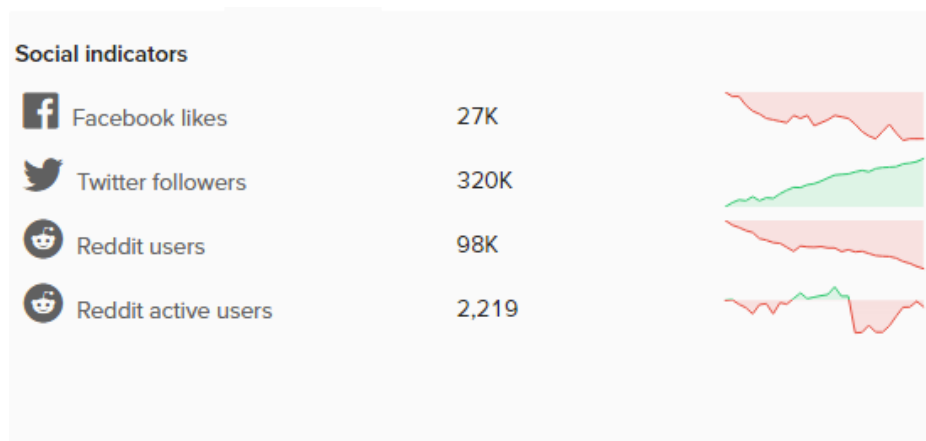 Social indicators
Facebook likes 27K
Twitter followers 320K
Reddit users 98K
Reddit active users 2,219